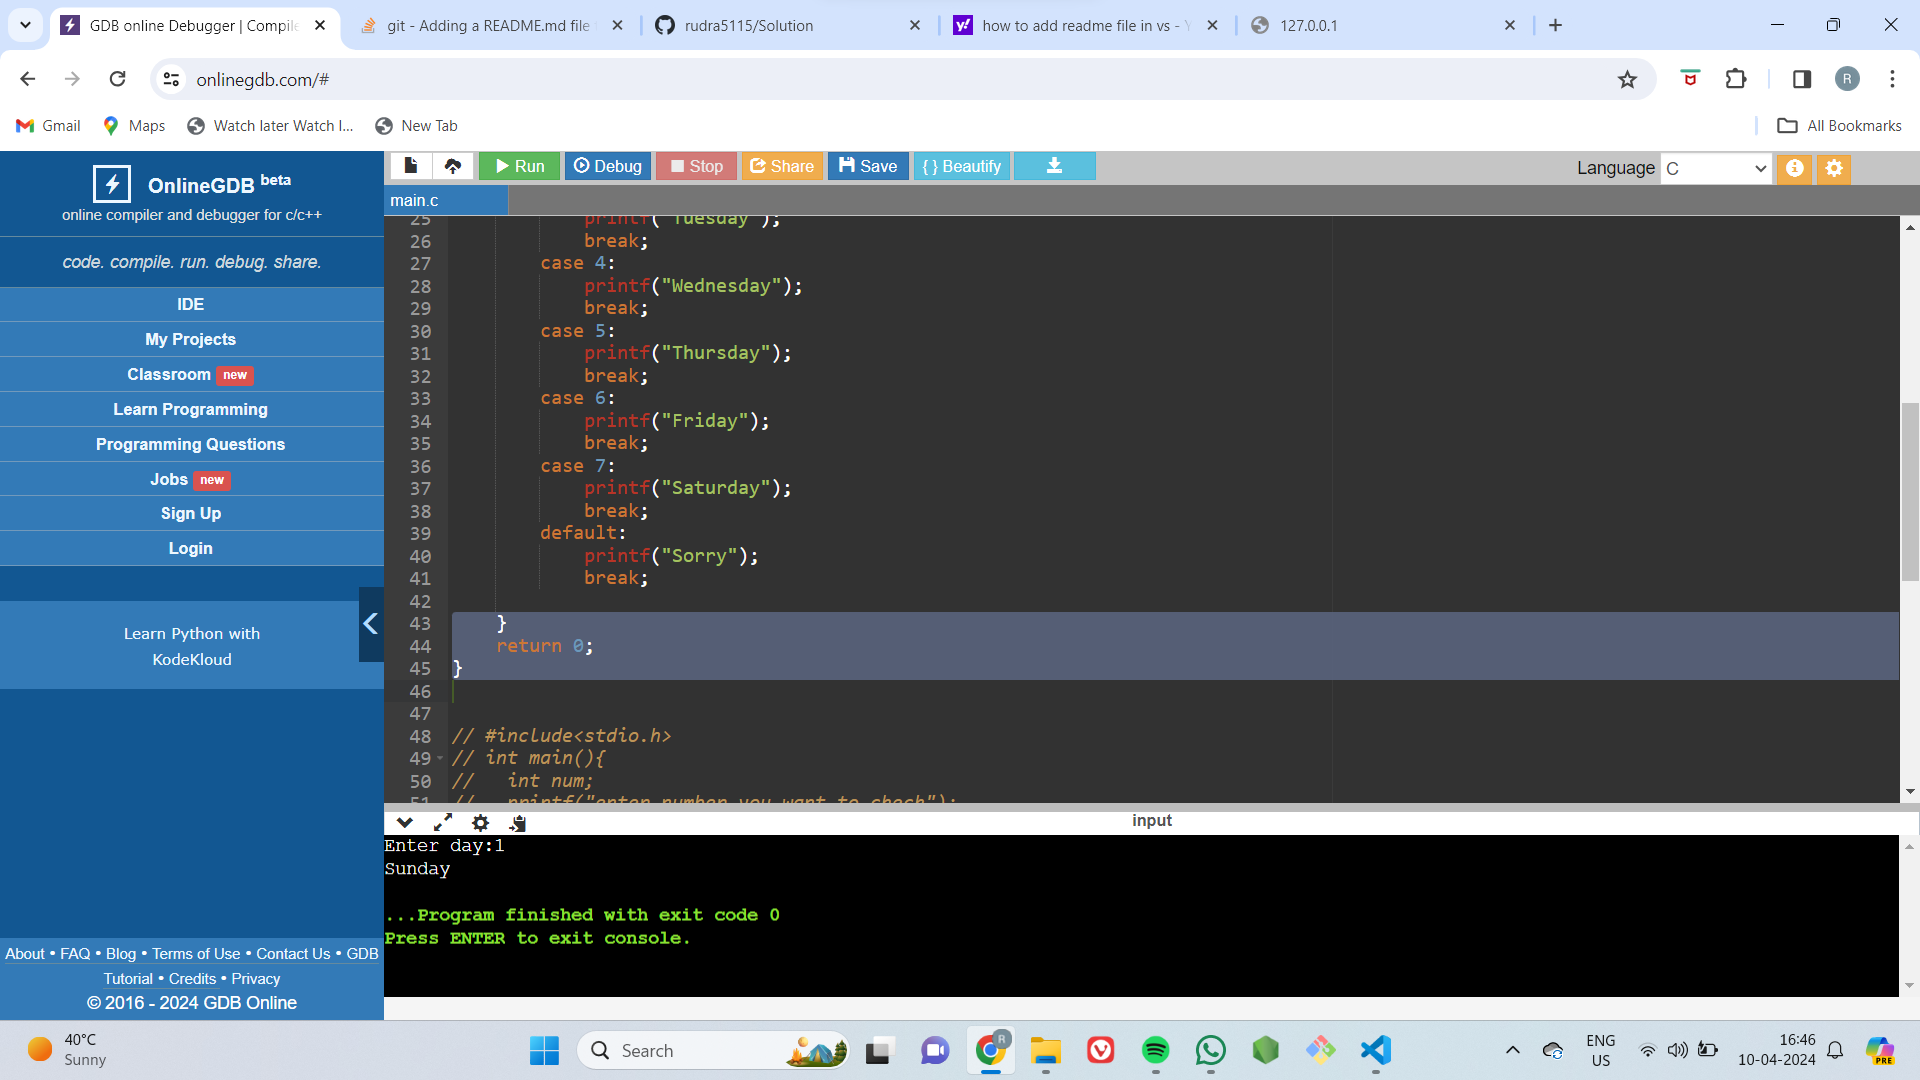 GDB online Debugger | Compile
git - Adding a README.md file
rudra5115/Solution
how to add readme file in vs - Y
127.0.0.1
onlinegdb.com/#
R
Gmail
Maps
Watch later Watch l...
New Tab
All Bookmarks
OnlineGDB beta
online compiler and debugger for c/c++
code. compile. run. debug. share.
IDE
My Projects
Classroom new
Learn Programming
Programming Questions
Jobs new
Sign Up
Login
Learn Python with
KodeKloud
About • FAQ • Blog • Terms of Use • Contact Us • GDB
Tutorial • Credits • Privacy
© 2016 - 2024 GDB Online
Run
Debug
Stop
Share
Save
{ } Beautify
Language C
main.c
25 printf("Tuesday");
26 break;
27 case 4:
28 printf("Wednesday");
29 break;
30 case 5:
31 printf("Thursday");
32 break;
33 case 6:
34 printf("Friday");
35 break;
36 case 7:
37 printf("Saturday");
38 break;
39 default:
40 printf("Sorry");
41 break;
42
43 }
44 return 0;
45 }
46
47
48 // #include<stdio.h>
49 // int main(){
50 // int num;
51 // printf("enter number you want to check");
input
Enter day:1
Sunday
...Program finished with exit code 0
Press ENTER to exit console.
40°C
Sunny
Search
R
ENG
US
16:46
10-04-2024
PRE